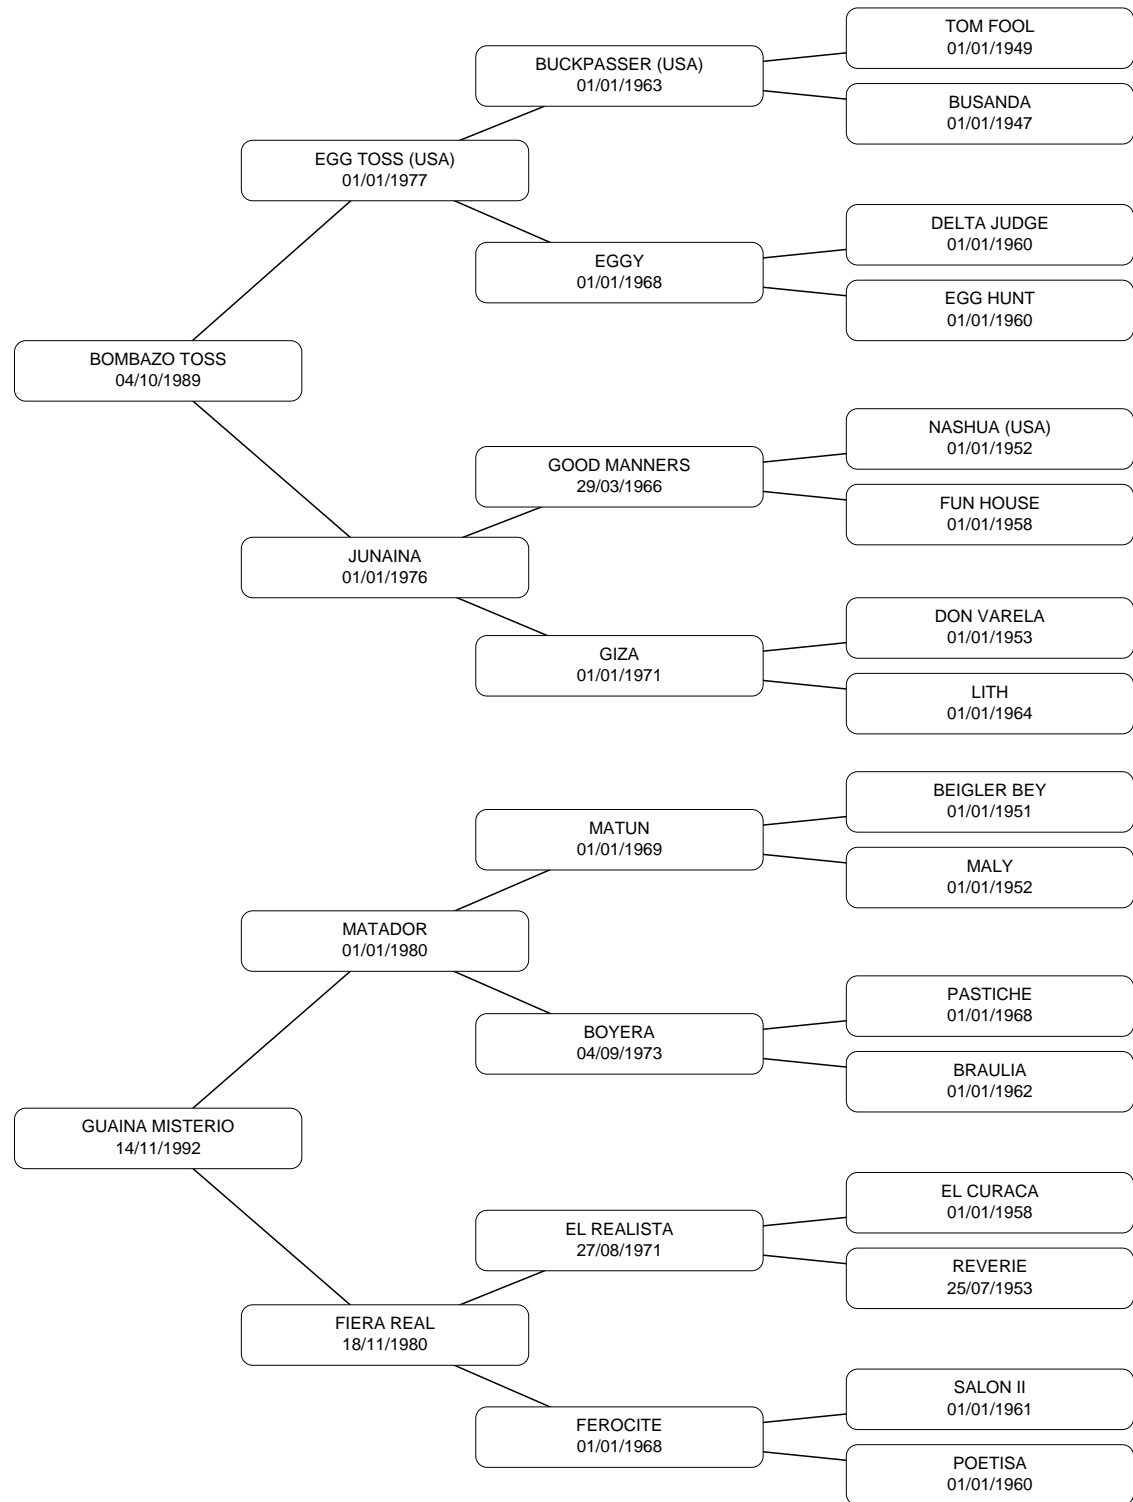 TOM FOOL
01/01/1949
BUCKPASSER (USA)
01/01/1963
BUSANDA
01/01/1947
EGG TOSS (USA)
01/01/1977
DELTA JUDGE
01/01/1960
EGGY
01/01/1968
EGG HUNT
01/01/1960
BOMBAZO TOSS
04/10/1989
NASHUA (USA)
01/01/1952
GOOD MANNERS
29/03/1966
FUN HOUSE
01/01/1958
JUNAINA
01/01/1976
DON VARELA
01/01/1953
GIZA
01/01/1971
LITH
01/01/1964
BEIGLER BEY
01/01/1951
MATUN
01/01/1969
MALY
01/01/1952
MATADOR
01/01/1980
PASTICHE
01/01/1968
BOYERA
04/09/1973
BRAULIA
01/01/1962
GUAINA MISTERIO
14/11/1992
EL CURACA
01/01/1958
EL REALISTA
27/08/1971
REVERIE
25/07/1953
FIERA REAL
18/11/1980
SALON II
01/01/1961
FEROCITE
01/01/1968
POETISA
01/01/1960